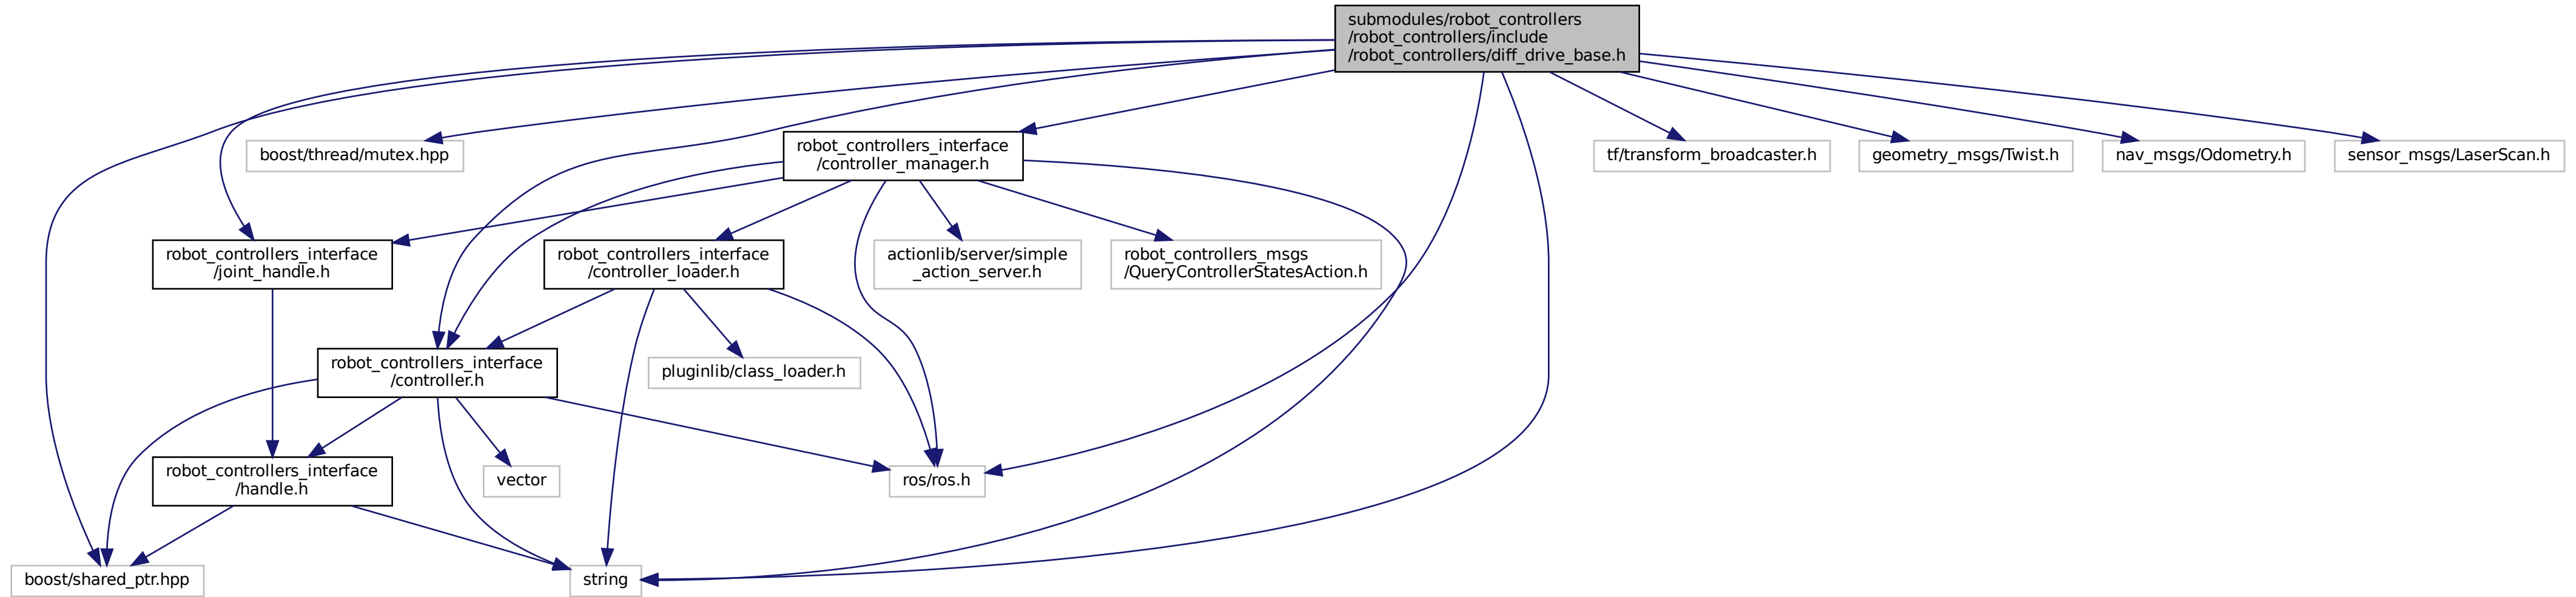 submodules/robot_controllers
/robot_controllers/include
/robot_controllers/diff_drive_base.h
boost/thread/mutex.hpp
robot_controllers_interface
/controller_manager.h
tf/transform_broadcaster.h
geometry_msgs/Twist.h
nav_msgs/Odometry.h
sensor_msgs/LaserScan.h
robot_controllers_interface
/joint_handle.h
robot_controllers_interface
/controller_loader.h
actionlib/server/simple
_action_server.h
robot_controllers_msgs
/QueryControllerStatesAction.h
robot_controllers_interface
/controller.h
pluginlib/class_loader.h
robot_controllers_interface
/handle.h
vector
ros/ros.h
boost/shared_ptr.hpp
string